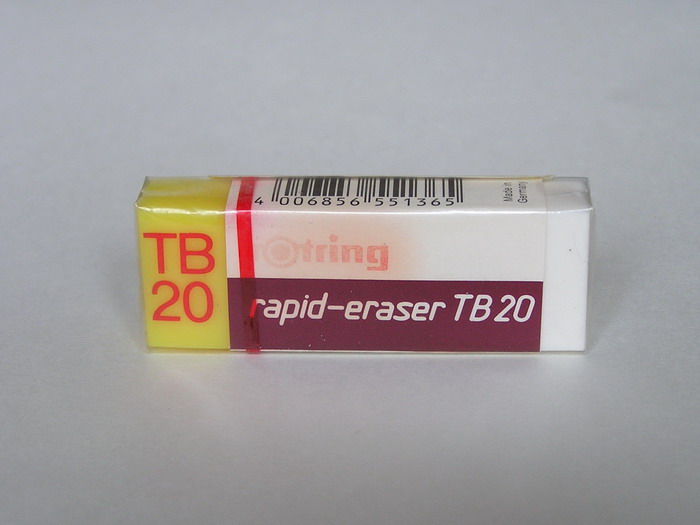 4 006856 551365
Made in
Germany
rotring
TB
20
rapid-eraser TB 20